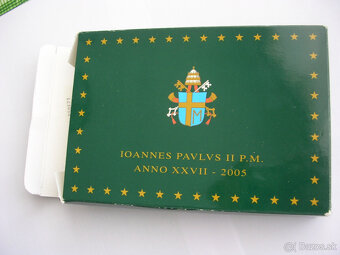 IOANNES PAVLVS II P.M.
ANNO XXVII - 2005
M
Bazos.sk